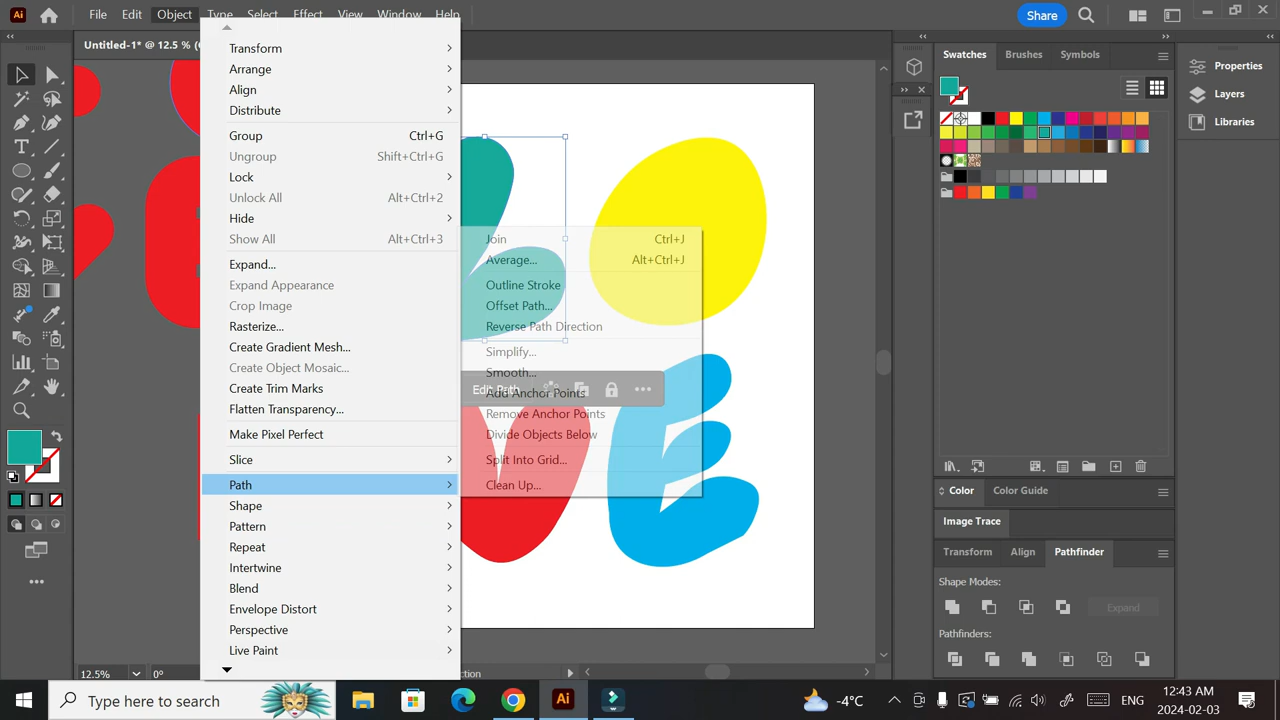 Ai File Edit Object Type Select Effect View Window Help Share
Untitled-1* @ 12.5 % (
Transform
Arrange
Align
Distribute
Group Ctrl+G
Ungroup Shift+Ctrl+G
Lock
Unlock All Alt+Ctrl+2
Hide
Show All Alt+Ctrl+3
Expand...
Expand Appearance
Crop Image
Rasterize...
Create Gradient Mesh...
Create Object Mosaic...
Create Trim Marks
Flatten Transparency...
Make Pixel Perfect
Slice
Path
Shape
Pattern
Repeat
Intertwine
Blend
Envelope Distort
Perspective
Live Paint
Join Ctrl+J
Average... Alt+Ctrl+J
Outline Stroke
Offset Path...
Reverse Path Direction
Simplify...
Smooth...
Edit Path
Add Anchor Points
Remove Anchor Points
Divide Objects Below
Split Into Grid...
Clean Up...
Swatches Brushes Symbols
Properties
Layers
Libraries
Color Color Guide
Image Trace
Transform Align Pathfinder
Shape Modes:
Expand
Pathfinders:
12.5% 0° ction
Type here to search
Ai
ENG
12:43 AM
2024-02-03